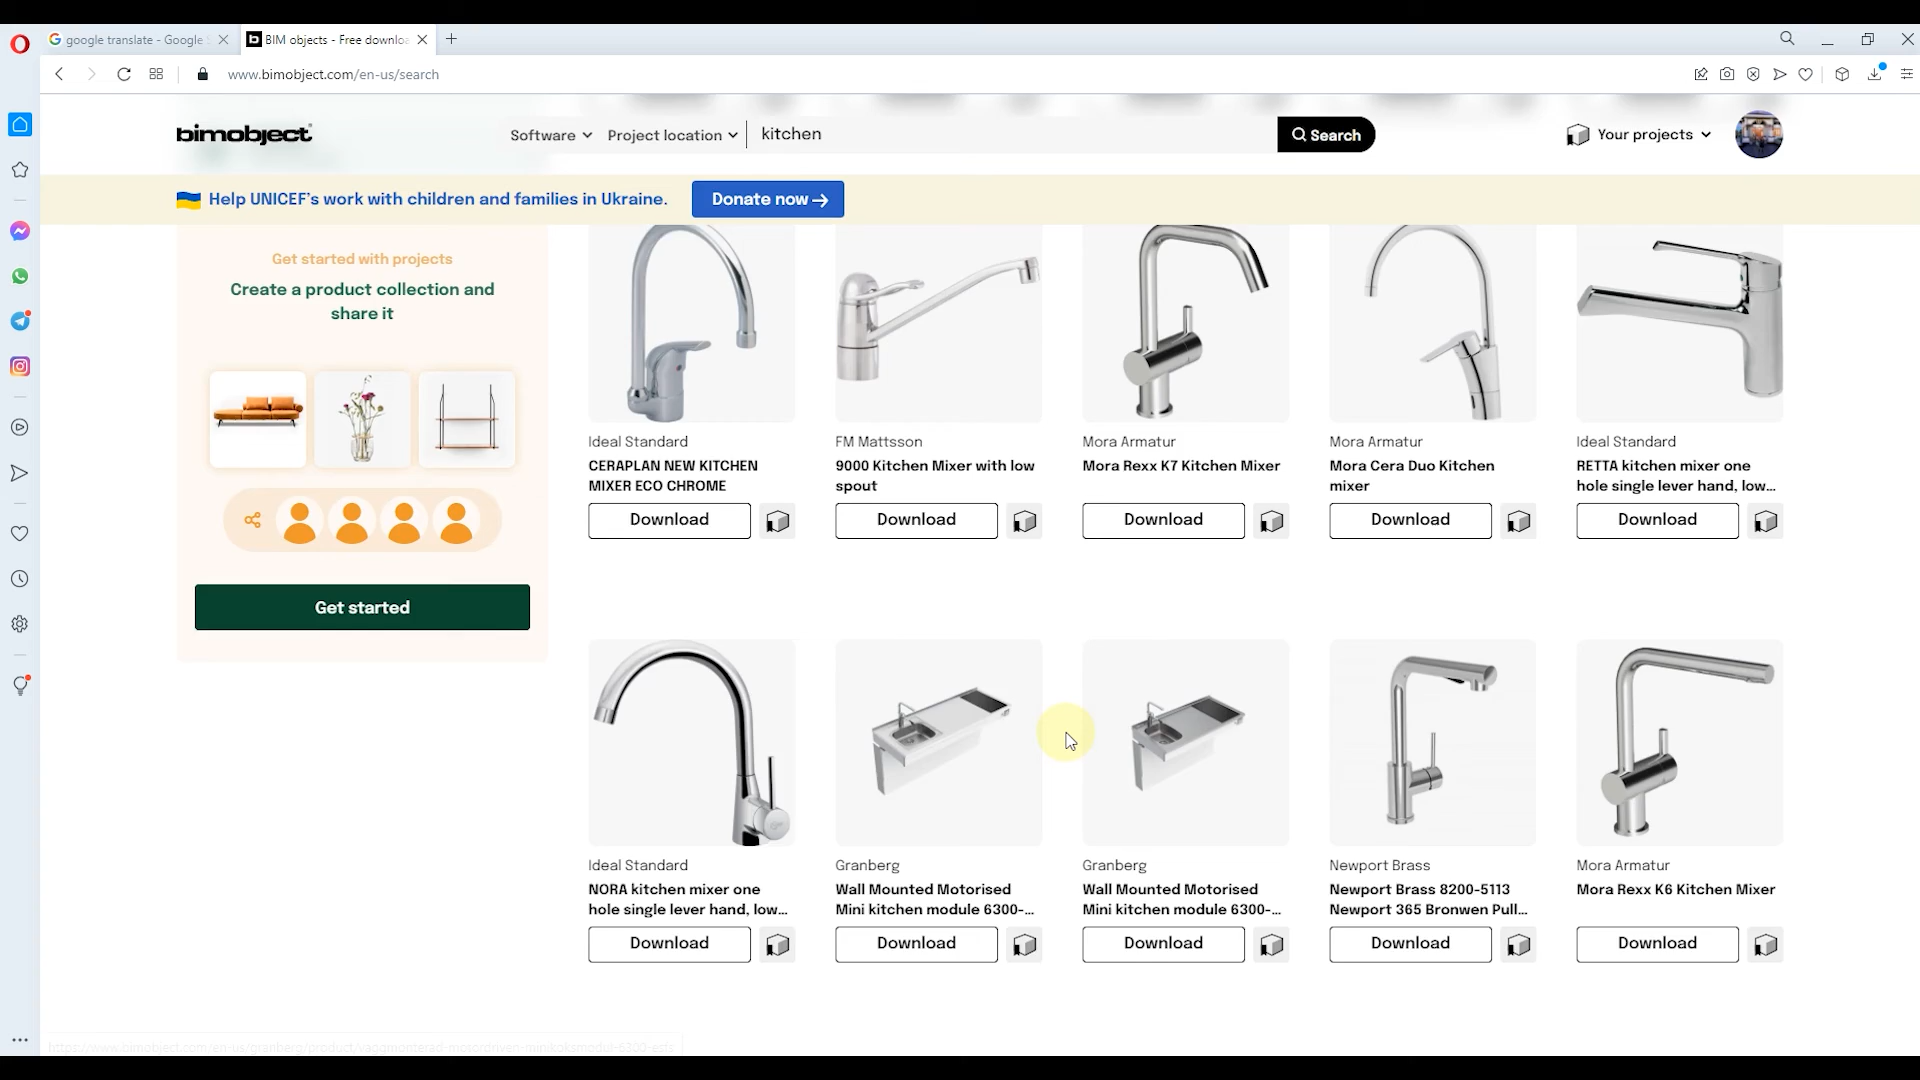 google translate - Google S
BIM objects - Free downloa
www.bimobject.com/en-us/search
bimobject
Software
Project location
kitchen
Search
Your projects
Help UNICEF's work with children and families in Ukraine.
Donate now
Get started with projects
Create a product collection and
share it
Get started
Ideal Standard
CERAPLAN NEW KITCHEN
MIXER ECO CHROME
Download
FM Mattsson
9000 Kitchen Mixer with low
spout
Download
Mora Armatur
Mora Rexx K7 Kitchen Mixer
Download
Mora Armatur
Mora Cera Duo Kitchen
mixer
Download
Ideal Standard
RETTA kitchen mixer one
hole single lever hand, low...
Download
Ideal Standard
NORA kitchen mixer one
hole single lever hand, low...
Download
Granberg
Wall Mounted Motorised
Mini kitchen module 6300-...
Download
Granberg
Wall Mounted Motorised
Mini kitchen module 6300-...
Download
Newport Brass
Newport Brass 8200-5113
Newport 365 Bronwen Pull...
Download
Mora Armatur
Mora Rexx K6 Kitchen Mixer
Download